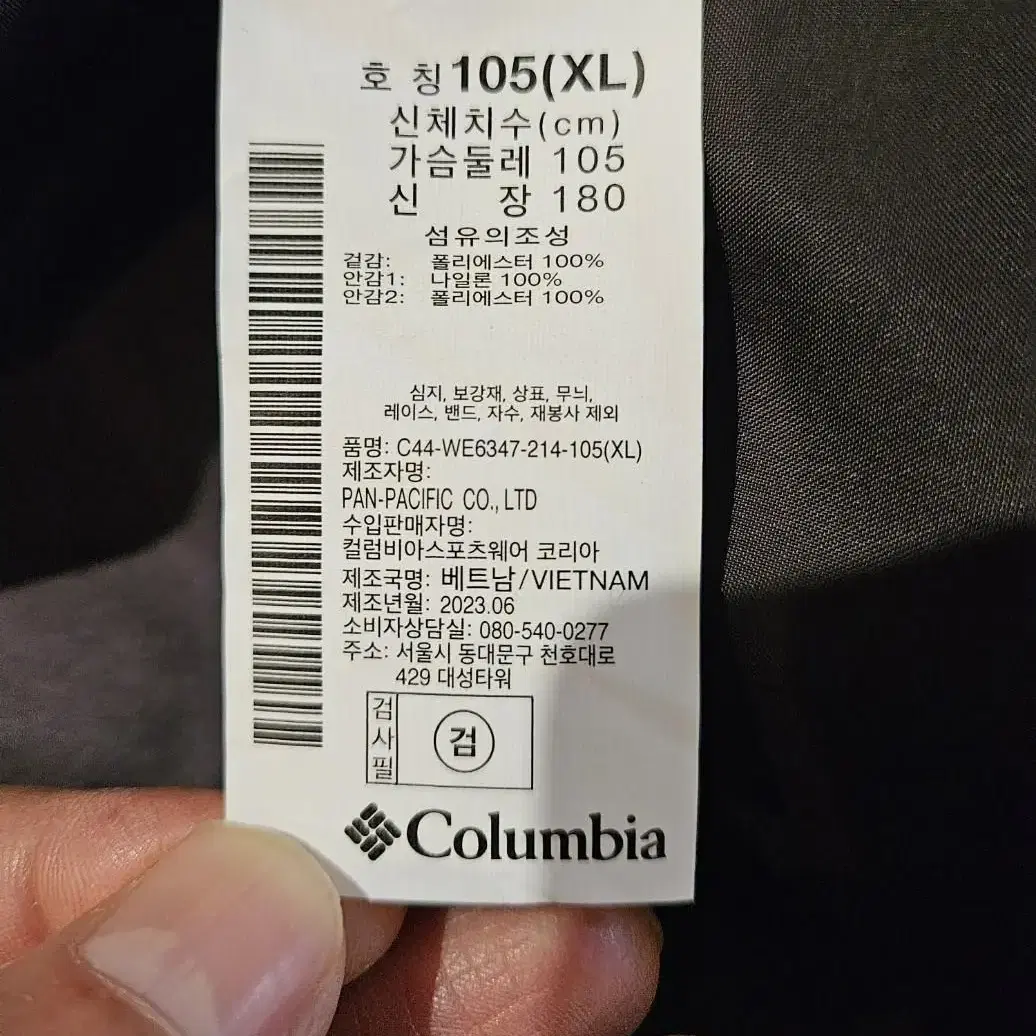 호 칭 105(XL)
신체치수(cm)
가슴둘레 105
신 장 180
섬유의조성
겉감: 폴리에스터 100%
안감1: 나일론 100%
안감2: 폴리에스터 100%
심지, 보강재, 상표, 무늬,
레이스, 밴드, 자수, 재봉사 제외
품명: C44-WE6347-214-105(XL)
제조자명:
PAN-PACIFIC CO., LTD
수입판매자명:
컬럼비아스포츠웨어 코리아
제조국명: 베트남/VIETNAM
제조년월: 2023.06
소비자상담실: 080-540-0277
주소: 서울시 동대문구 천호대로
429 대성타워
검사필
검
Columbia